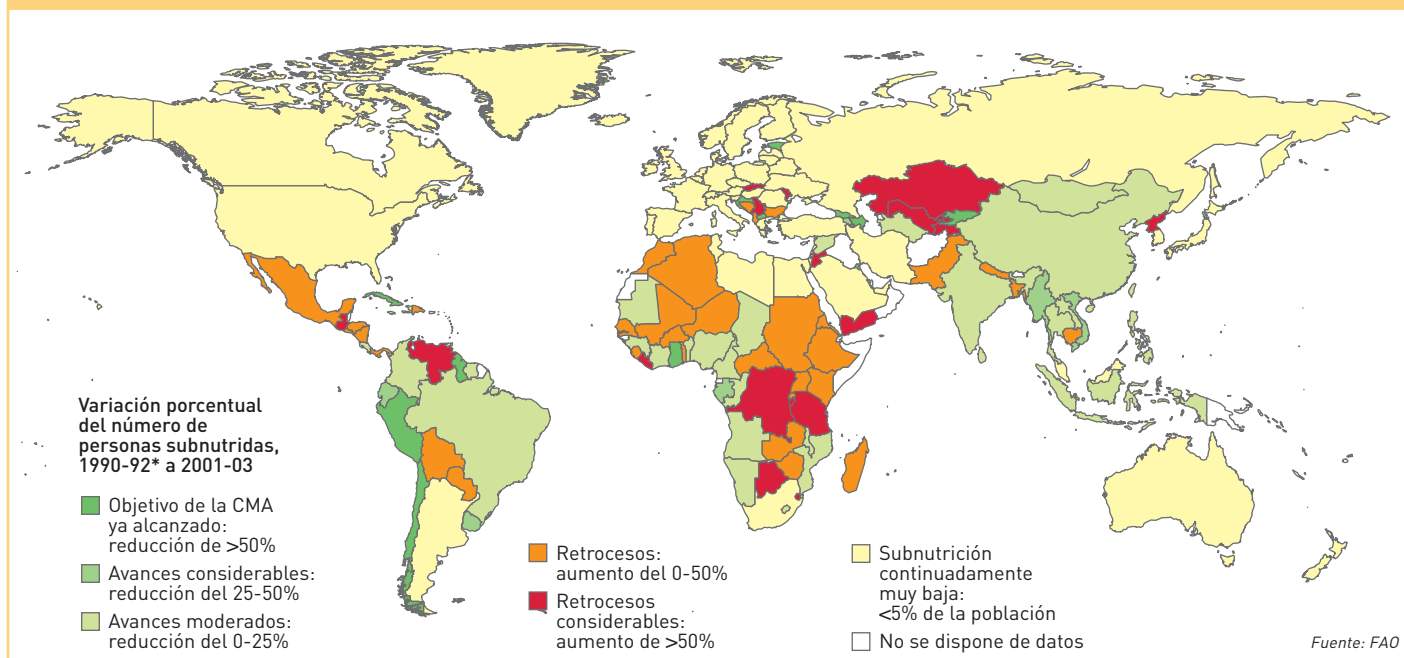 Variación porcentual
del número de
personas subnutridas,
1990-92* a 2001-03
Objetivo de la CMA
ya alcanzado:
reducción de >50%
Avances considerables:
reducción del 25-50%
Avances moderados:
reducción del 0-25%
Retrocesos:
aumento del 0-50%
Retrocesos
considerables:
aumento de >50%
Subnutrición
continuadamente
muy baja:
<5% de la población
No se dispone de datos
Fuente: FAO